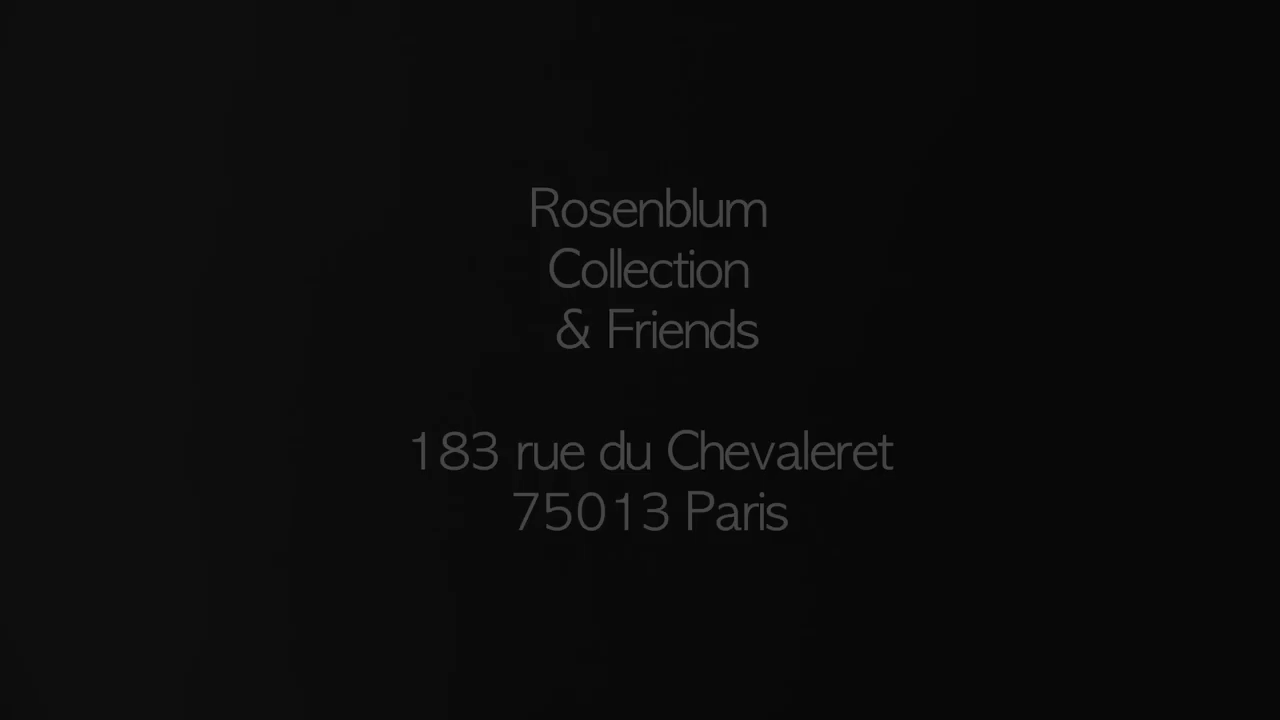 Rosenblum
Collection
& Friends
183 rue du Chevaleret
75013 Paris